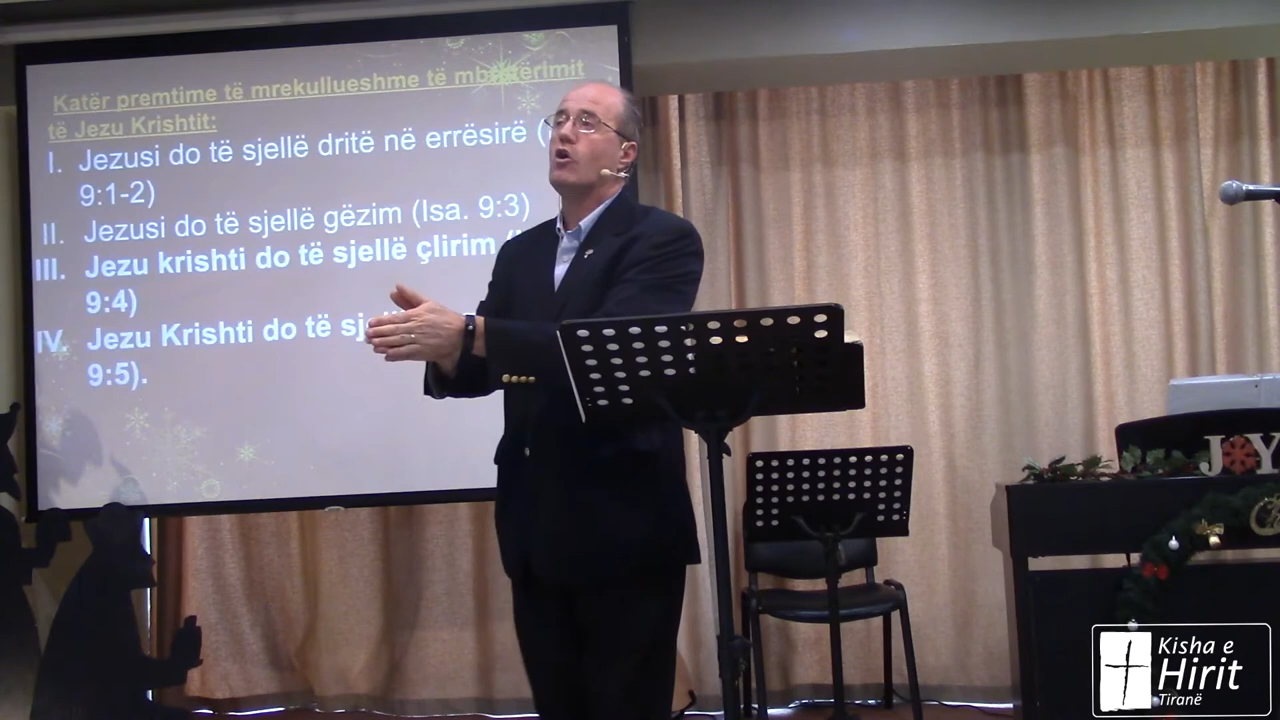 Katër premtime të mrekullueshme të
të Jezu Krishtit:
I. Jezusi do të sjellë dritë në errësirë (
9:1-2)
II. Jezusi do të sjellë gëzim (Isa. 9:3)
III. Jezu krishti do të sjellë çlirim (
9:4)
IV. Jezu Krishti do të
9:5).
JOY
Kisha e
Hirit
Tiranë